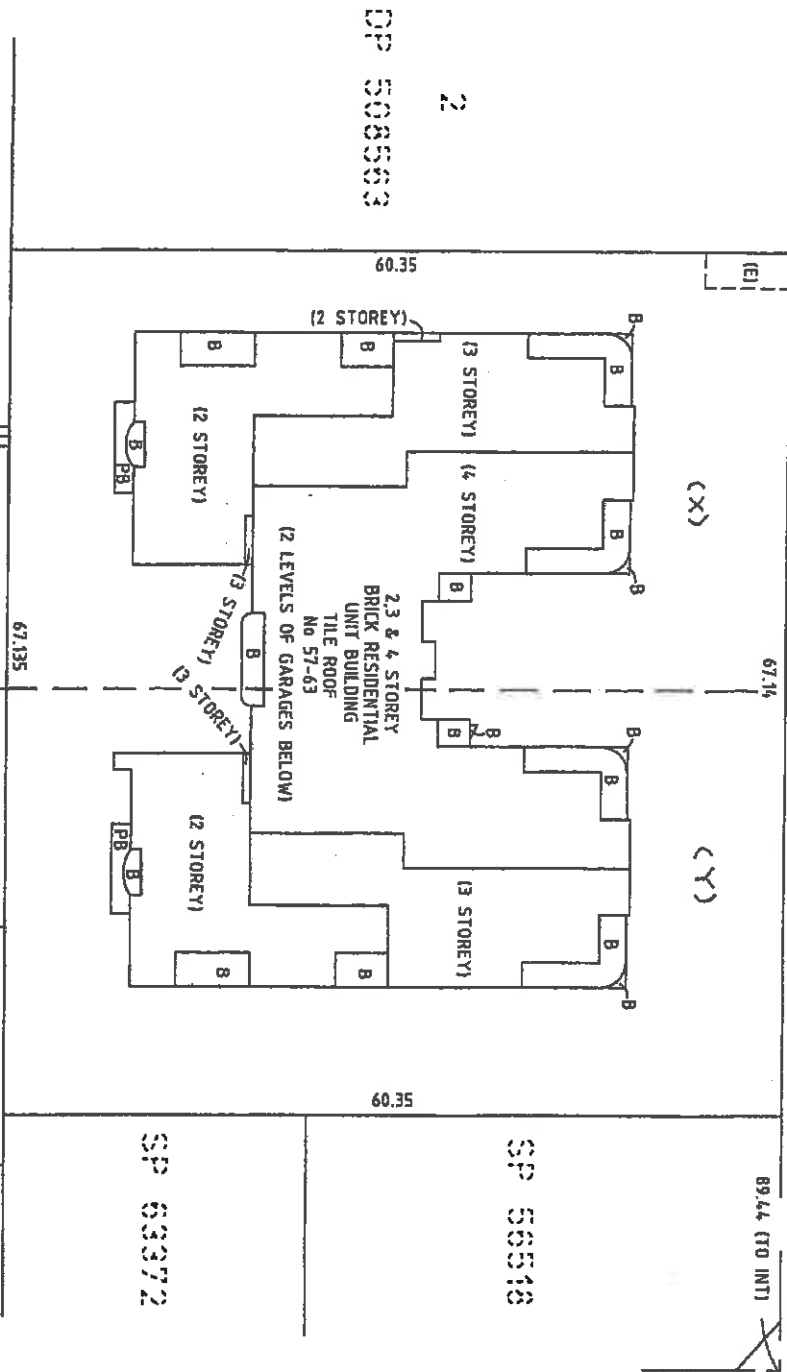 2
DP 508563
60.35
(E)
B
B
(2 STOREY)
(3 STOREY)
B
B
(2 STOREY)
B
PB
(4 STOREY)
(X)
B
B
(3 STOREY)
B
2,3 & 4 STOREY
BRICK RESIDENTIAL
UNIT BUILDING
TILE ROOF
No 57-63
(2 LEVELS OF GARAGES BELOW)
B
67.135
67.14
(3 STOREY)
B
B
B
B
(Y)
(2 STOREY)
PB
B
(3 STOREY)
B
B
B
B
60.35
SP 63372
SP 56518
89.44 (TO INT)